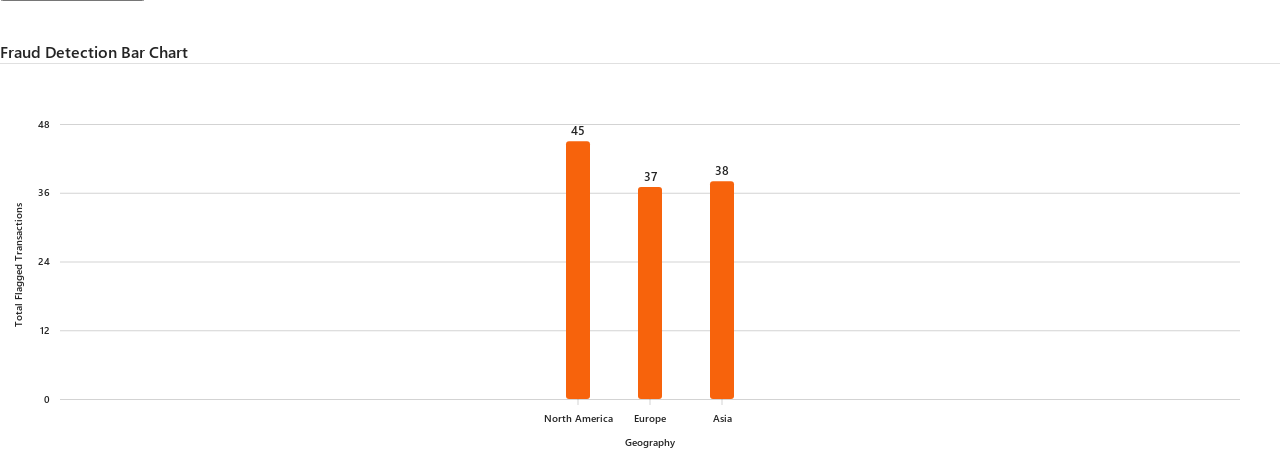 Fraud Detection Bar Chart
48
36
24
12
0
Total Flagged Transactions
45
37
38
North America
Europe
Asia
Geography